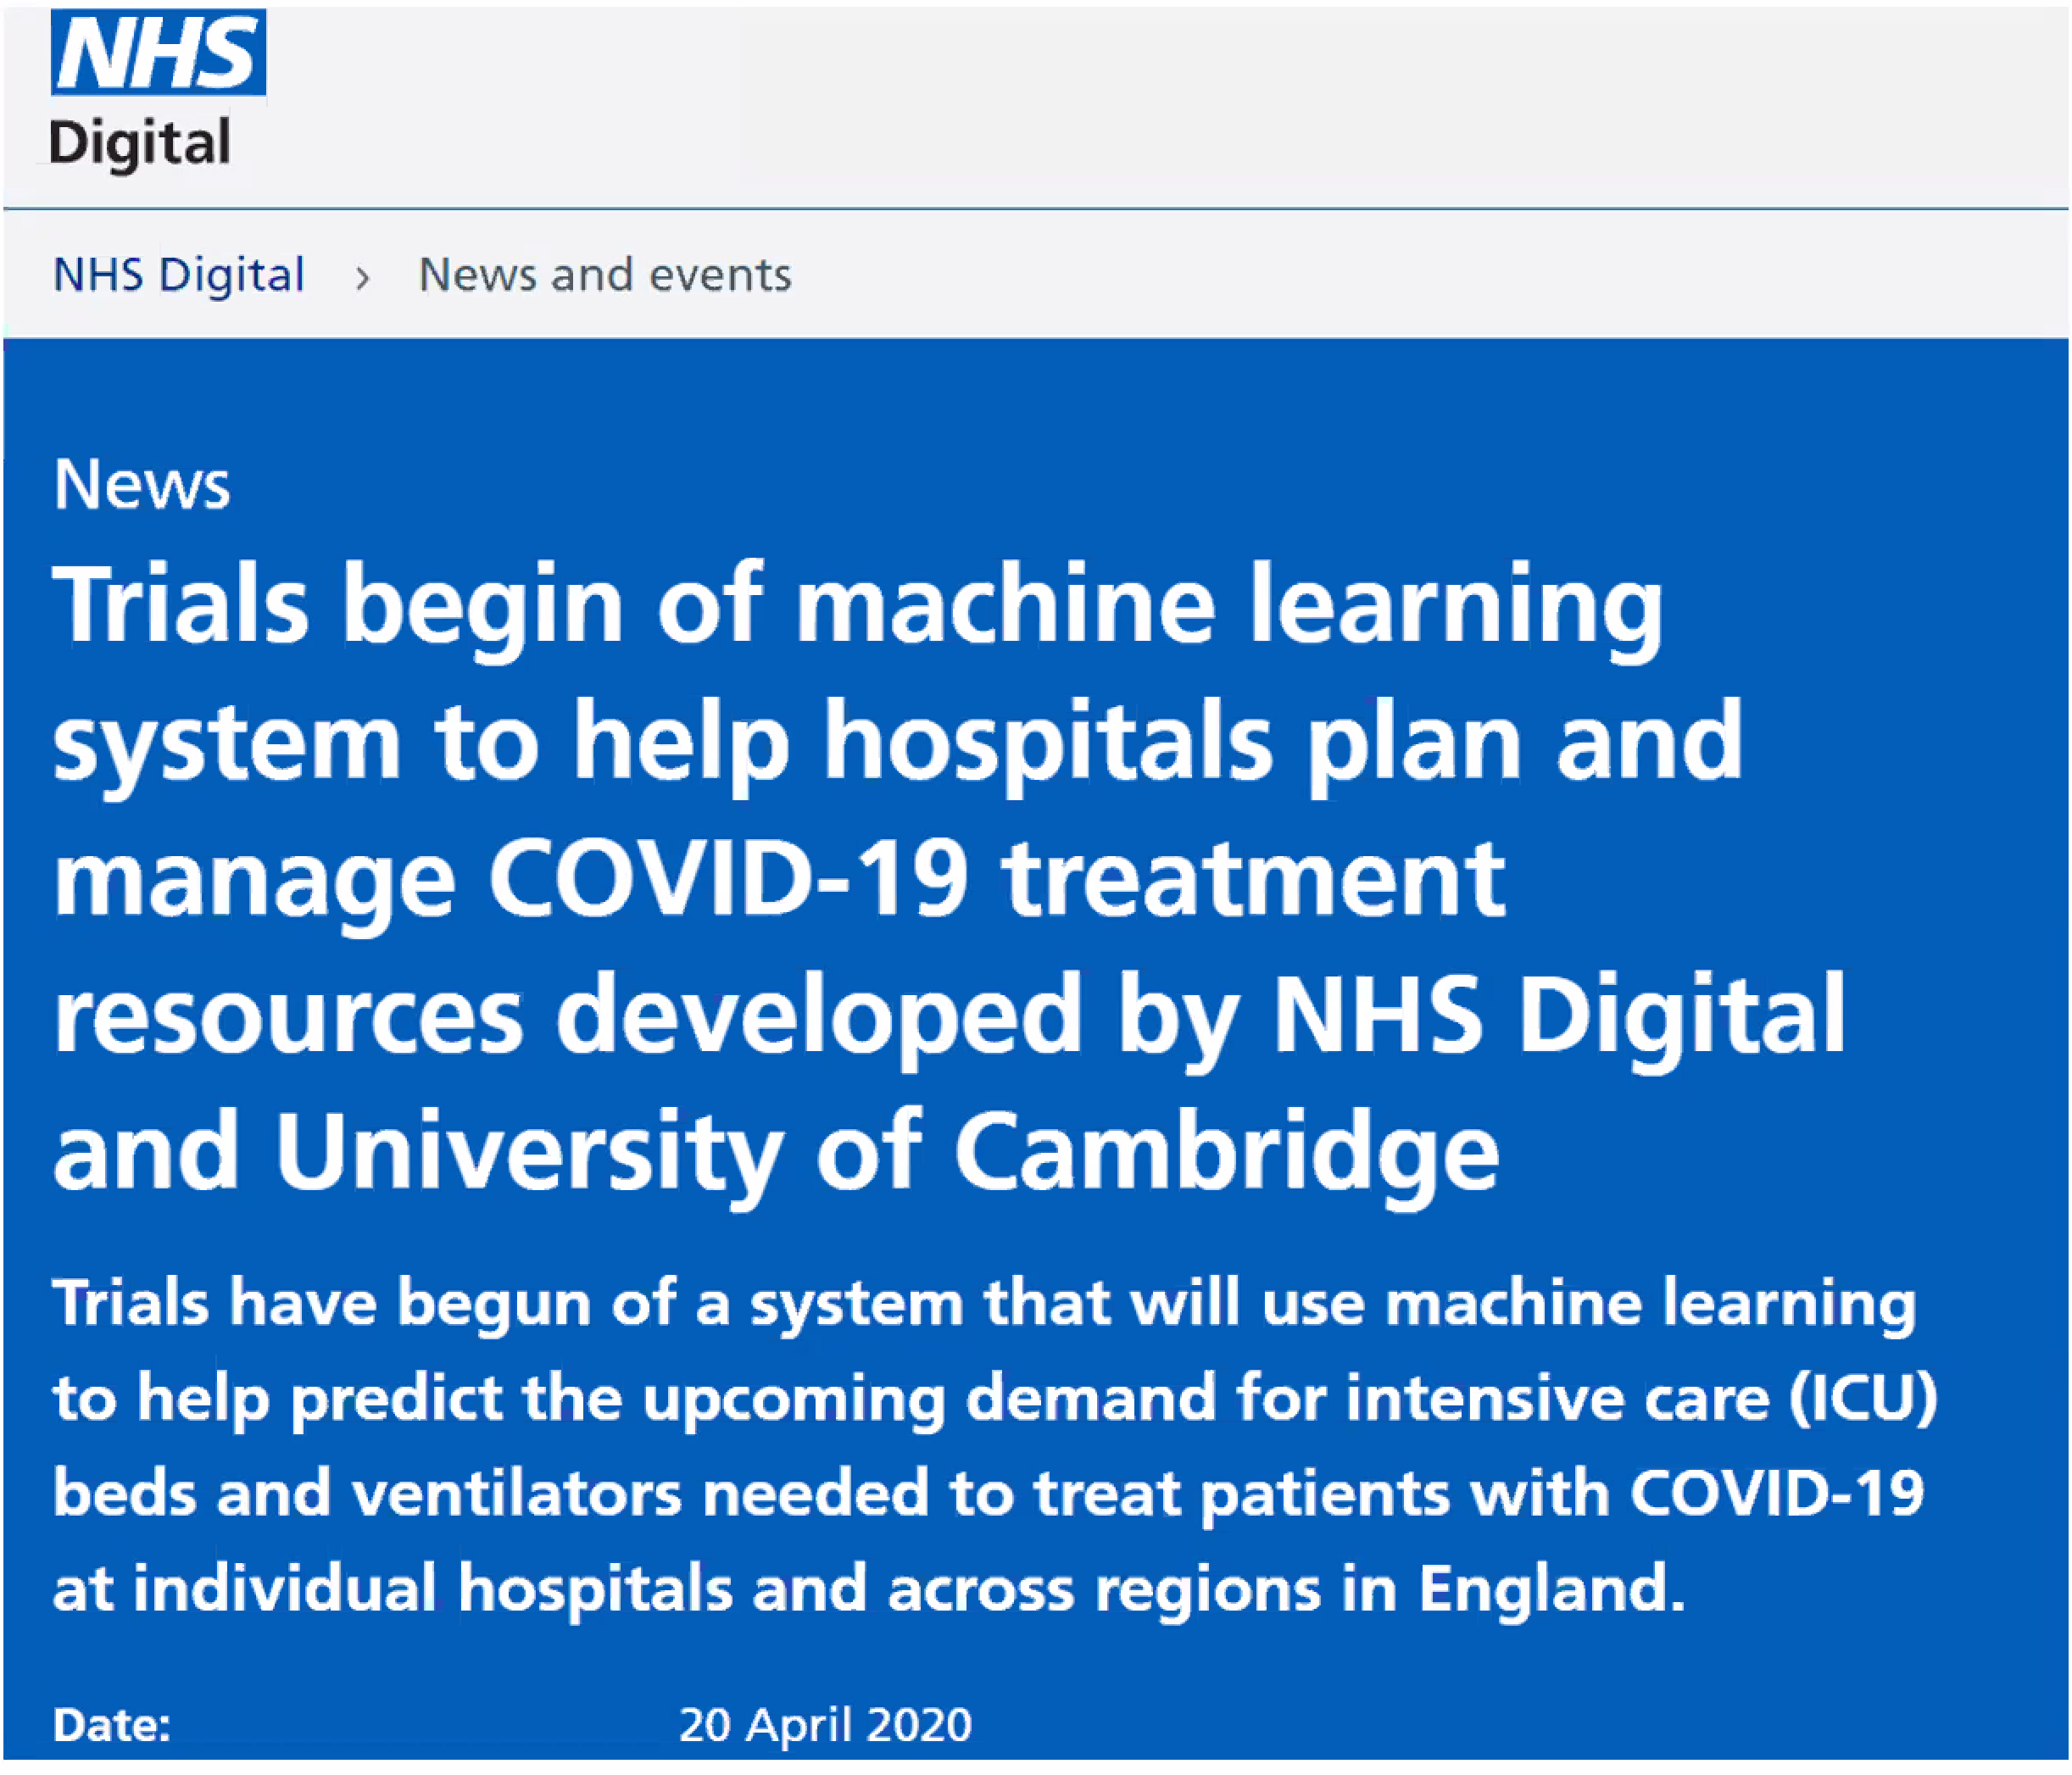 NHS
Digital
NHS Digital > News and events
News
Trials begin of machine learning
system to help hospitals plan and
manage COVID-19 treatment
resources developed by NHS Digital
and University of Cambridge
Trials have begun of a system that will use machine learning
to help predict the upcoming demand for intensive care (ICU)
beds and ventilators needed to treat patients with COVID-19
at individual hospitals and across regions in England.
Date: 20 April 2020